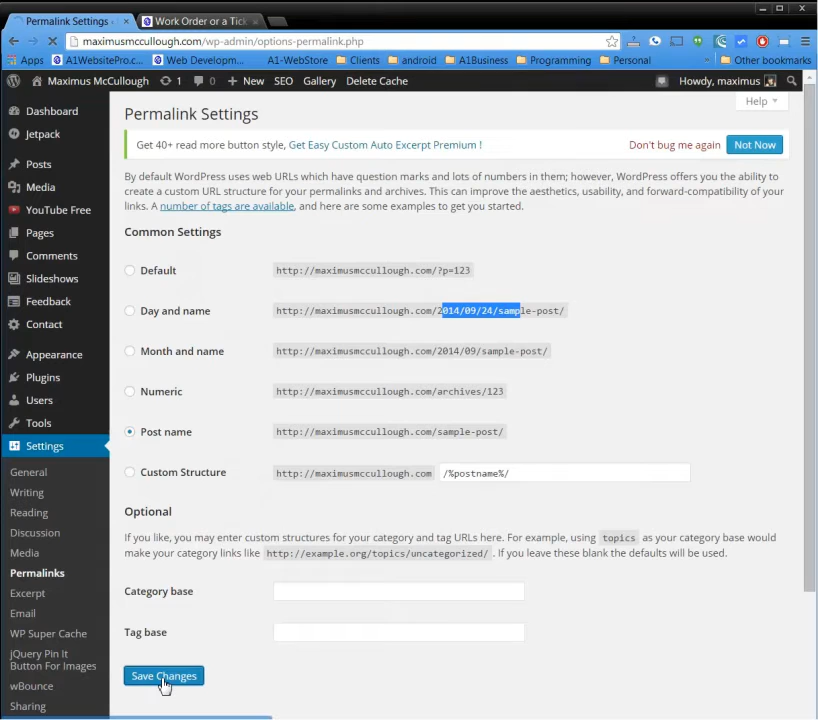 Permalink Settings
Work Order or a Tick
maximusmccullough.com/wp-admin/options-permalink.php
Apps A1WebsitePro.c... Web Developm... A1-WebStore Clients android A1Business Programming Personal » Other bookmarks
Maximus McCullough 1 0 + New SEO Gallery Delete Cache Howdy, maximus
Dashboard
Jetpack
Posts
Media
YouTube Free
Pages
Comments
Slideshows
Feedback
Contact
Appearance
Plugins
Users
Tools
Settings
General
Writing
Reading
Discussion
Media
Permalinks
Excerpt
Email
WP Super Cache
jQuery Pin It
Button For Images
wBounce
Sharing
Help
Permalink Settings
Get 40+ read more button style, Get Easy Custom Auto Excerpt Premium ! Don't bug me again Not Now
By default WordPress uses web URLs which have question marks and lots of numbers in them; however, WordPress offers you the ability to
create a custom URL structure for your permalinks and archives. This can improve the aesthetics, usability, and forward-compatibility of your
links. A number of tags are available, and here are some examples to get you started.
Common Settings
Default http://maximusmccullough.com/?p=123
Day and name http://maximusmccullough.com/2014/09/24/sample-post/
Month and name http://maximusmccullough.com/2014/09/sample-post/
Numeric http://maximusmccullough.com/archives/123
Post name http://maximusmccullough.com/sample-post/
Custom Structure http://maximusmccullough.com /%postname%/
Optional
If you like, you may enter custom structures for your category and tag URLs here. For example, using topics as your category base would
make your category links like http://example.org/topics/uncategorized/ . If you leave these blank the defaults will be used.
Category base
Tag base
Save Changes